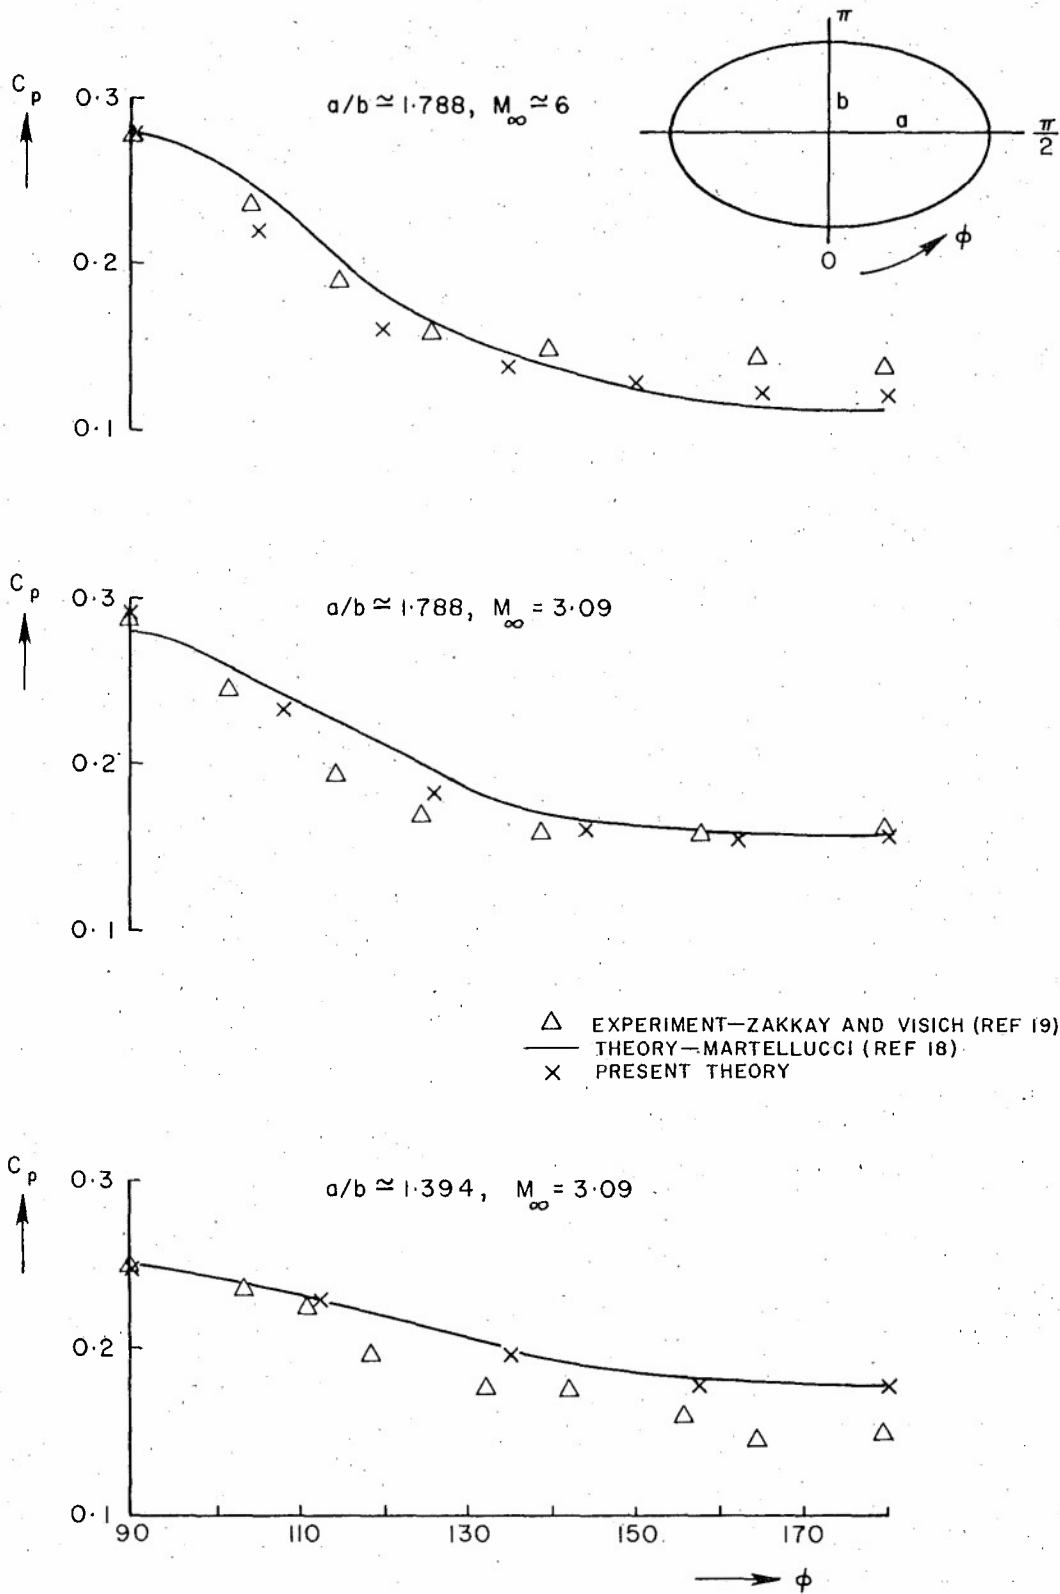 π
C_p
0·3
a/b ≃ 1·788, M_∞ ≃ 6
b
a
π/2
0·2
0
ϕ
0·1
C_p
0·3
a/b ≃ 1·788, M_∞ = 3·09
0·2
0·1
△ EXPERIMENT—ZAKKAY AND VISICH (REF 19)
— THEORY—MARTELLUCCI (REF 18)
× PRESENT THEORY
C_p
0·3
a/b ≃ 1·394, M_∞ = 3·09
0·2
0·1
90 110 130 150 170
ϕ